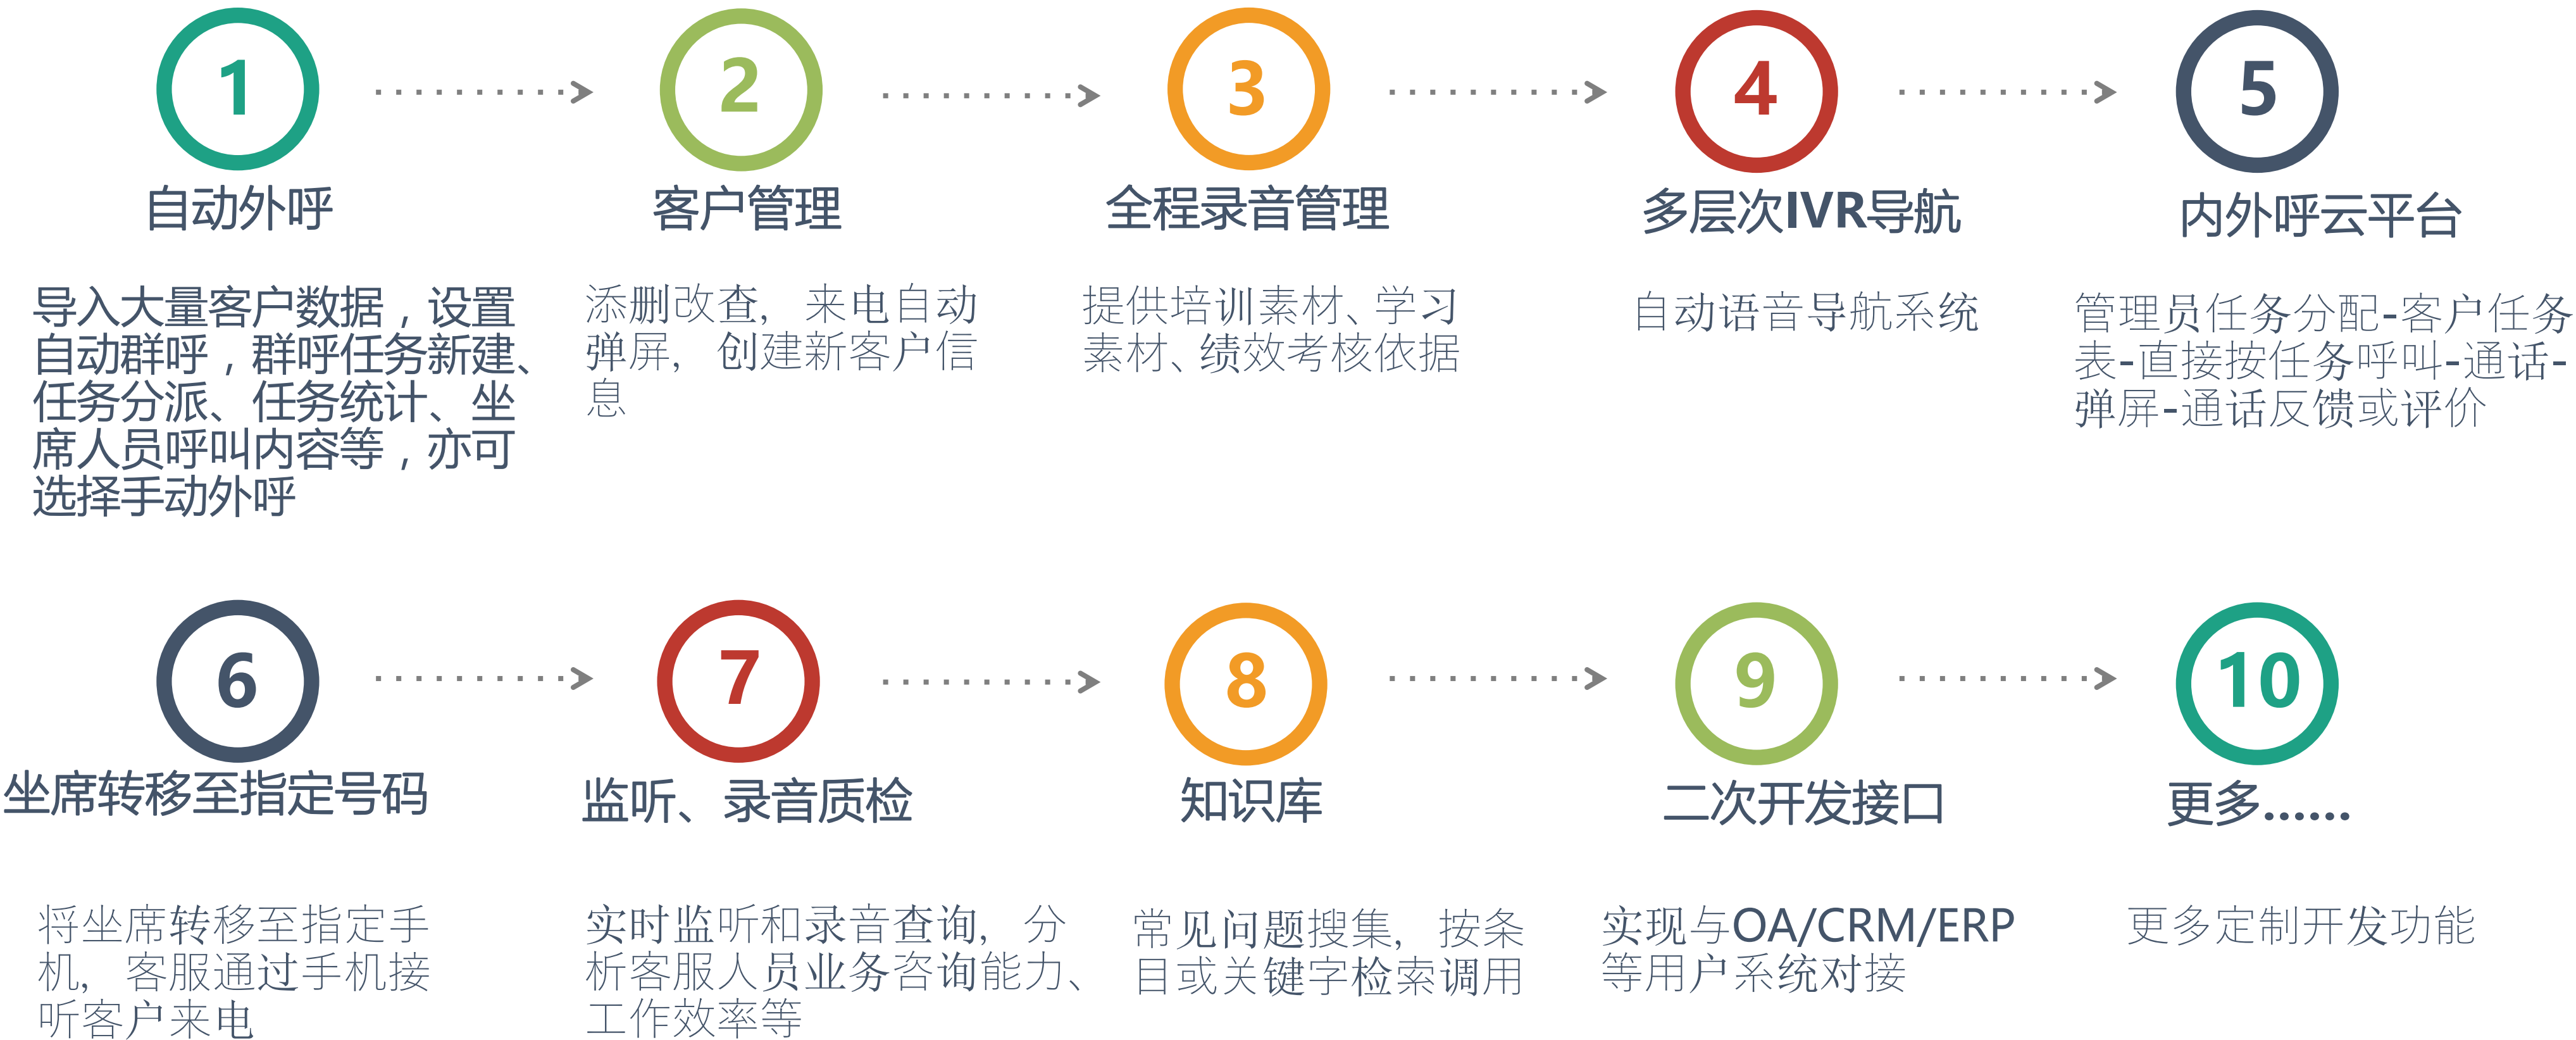 1
自动外呼
导入大量客户数据，设置
自动群呼，群呼任务新建、
任务分派、任务统计、坐
席人员呼叫内容等，亦可
选择手动外呼
2
客户管理
添删改查，来电自动
弹屏，创建新客户信
息
3
全程录音管理
提供培训素材、学习
素材、绩效考核依据
4
多层次IVR导航
自动语音导航系统
5
内外呼云平台
管理员任务分配-客户任务
表-直接按任务呼叫-通话-
弹屏-通话反馈或评价
6
坐席转移至指定号码
将坐席转移至指定手
机，客服通过手机接
听客户来电
7
监听、录音质检
实时监听和录音查询，分
析客服人员业务咨询能力、
工作效率等
8
知识库
常见问题搜集，按条
目或关键字检索调用
9
二次开发接口
实现与OA/CRM/ERP
等用户系统对接
10
更多......
更多定制开发功能